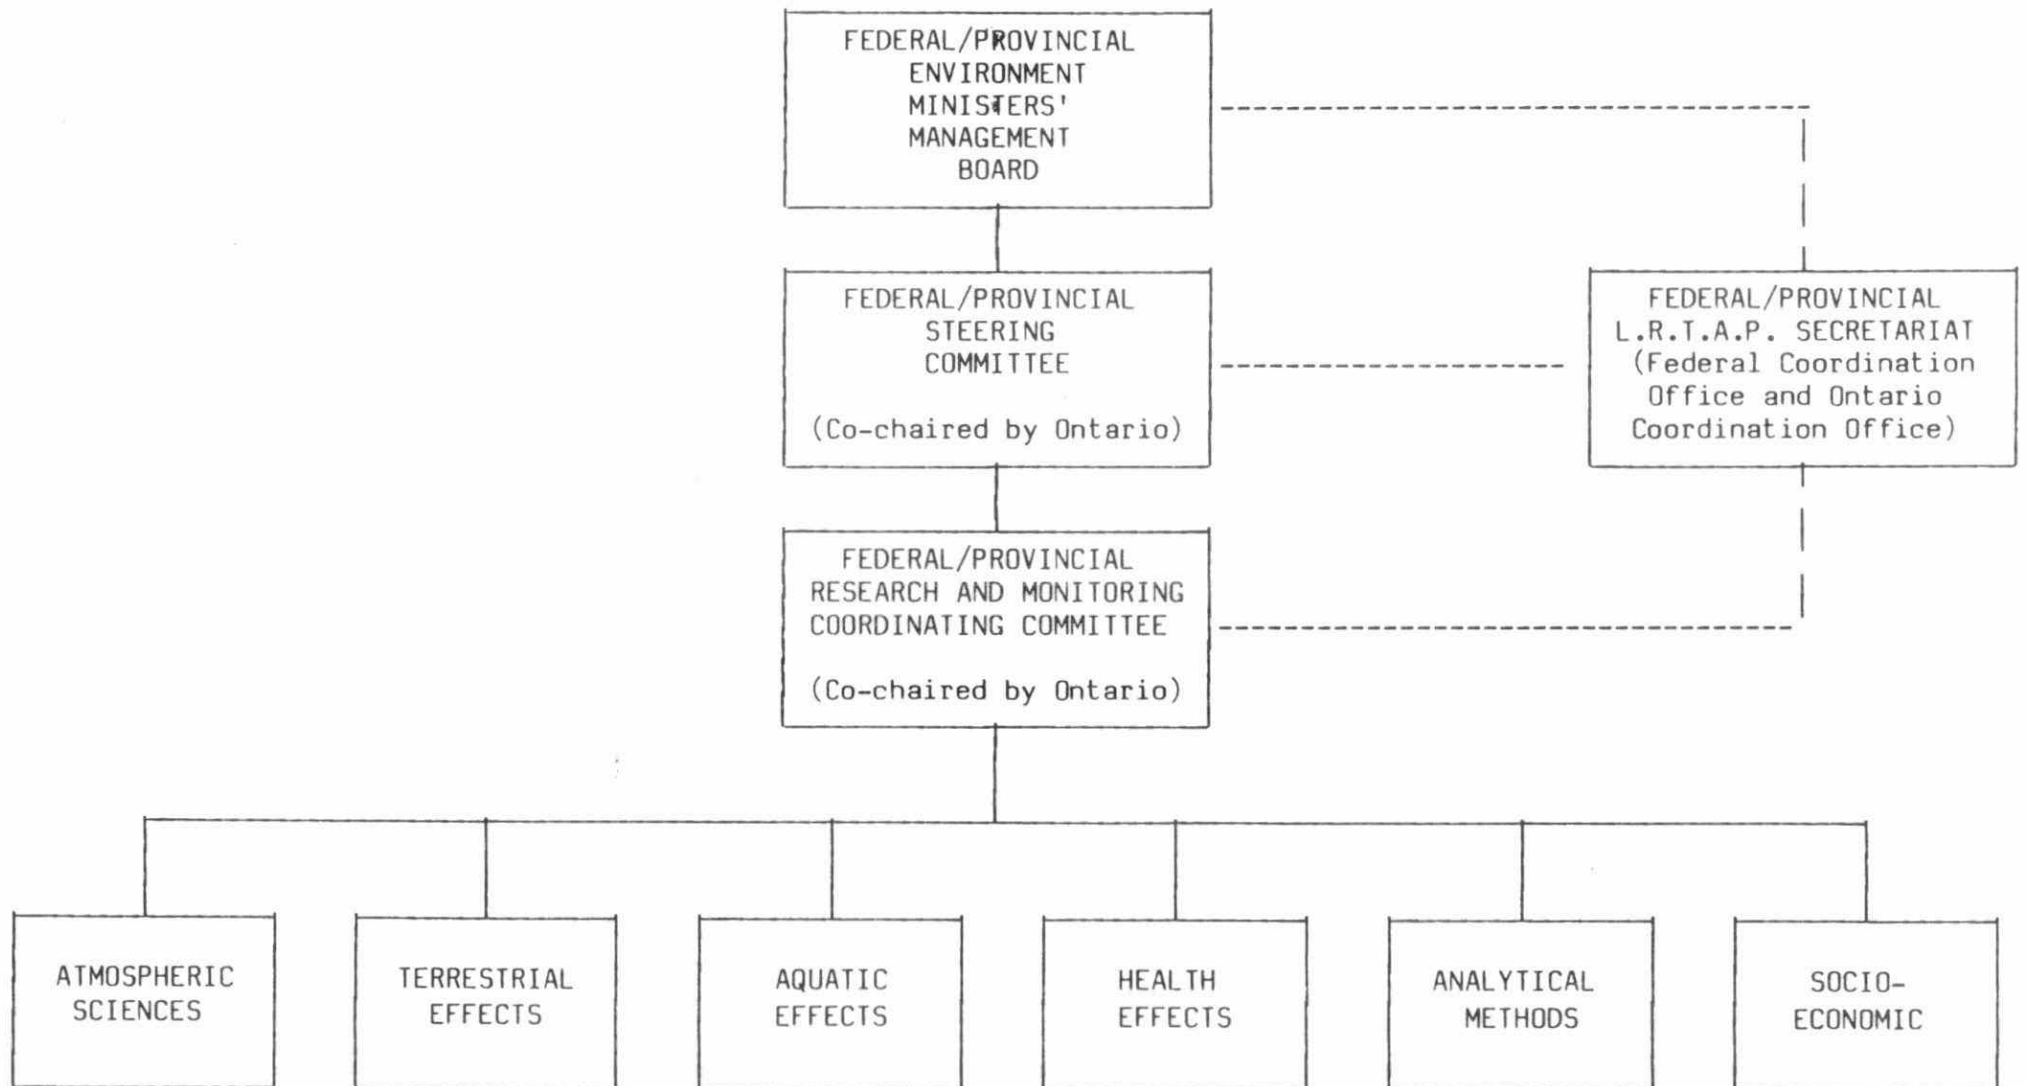 FEDERAL/PROVINCIAL
ENVIRONMENT
MINISTERS'
MANAGEMENT
BOARD
FEDERAL/PROVINCIAL
STEERING
COMMITTEE
(Co-chaired by Ontario)
FEDERAL/PROVINCIAL
L.R.T.A.P. SECRETARIAT
(Federal Coordination
Office and Ontario
Coordination Office)
FEDERAL/PROVINCIAL
RESEARCH AND MONITORING
COORDINATING COMMITTEE
(Co-chaired by Ontario)
ATMOSPHERIC
SCIENCES
TERRESTRIAL
EFFECTS
AQUATIC
EFFECTS
HEALTH
EFFECTS
ANALYTICAL
METHODS
SOCIO-
ECONOMIC